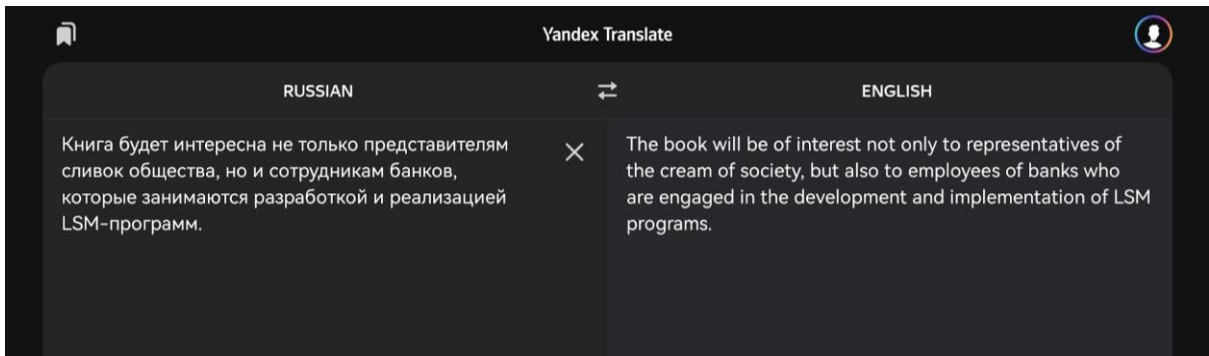 Yandex Translate
RUSSIAN
ENGLISH
Книга будет интересна не только представителям
сливок общества, но и сотрудникам банков,
которые занимаются разработкой и реализацией
LSM-программ.
The book will be of interest not only to representatives of
the cream of society, but also to employees of banks who
are engaged in the development and implementation of LSM
programs.